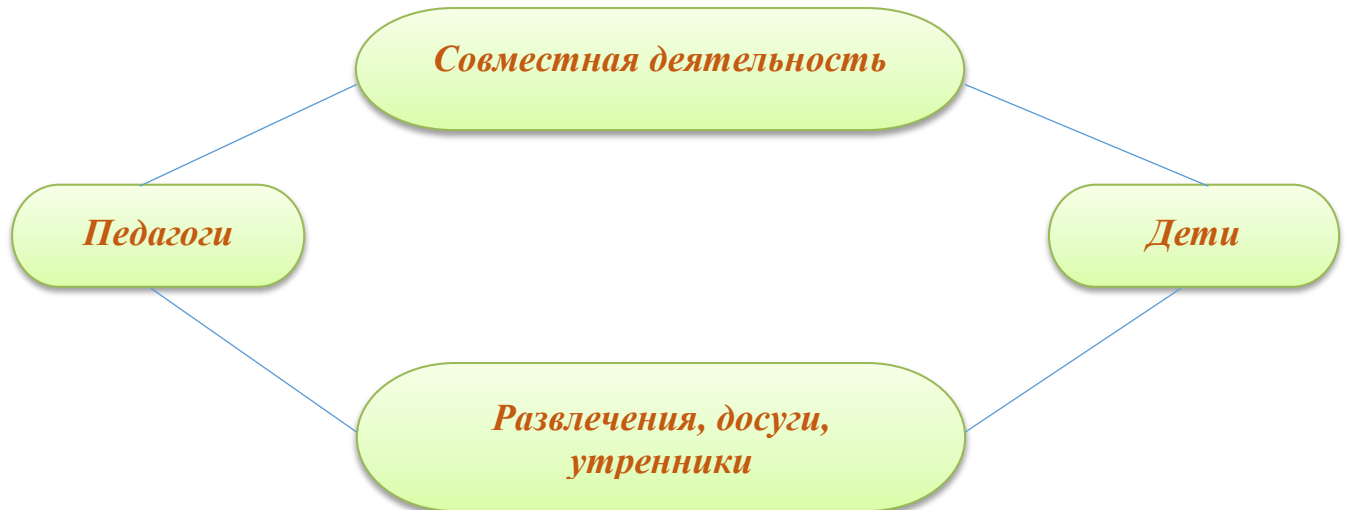 Совместная деятельность
Педагоги
Дети
Развлечения, досуги,
утренники